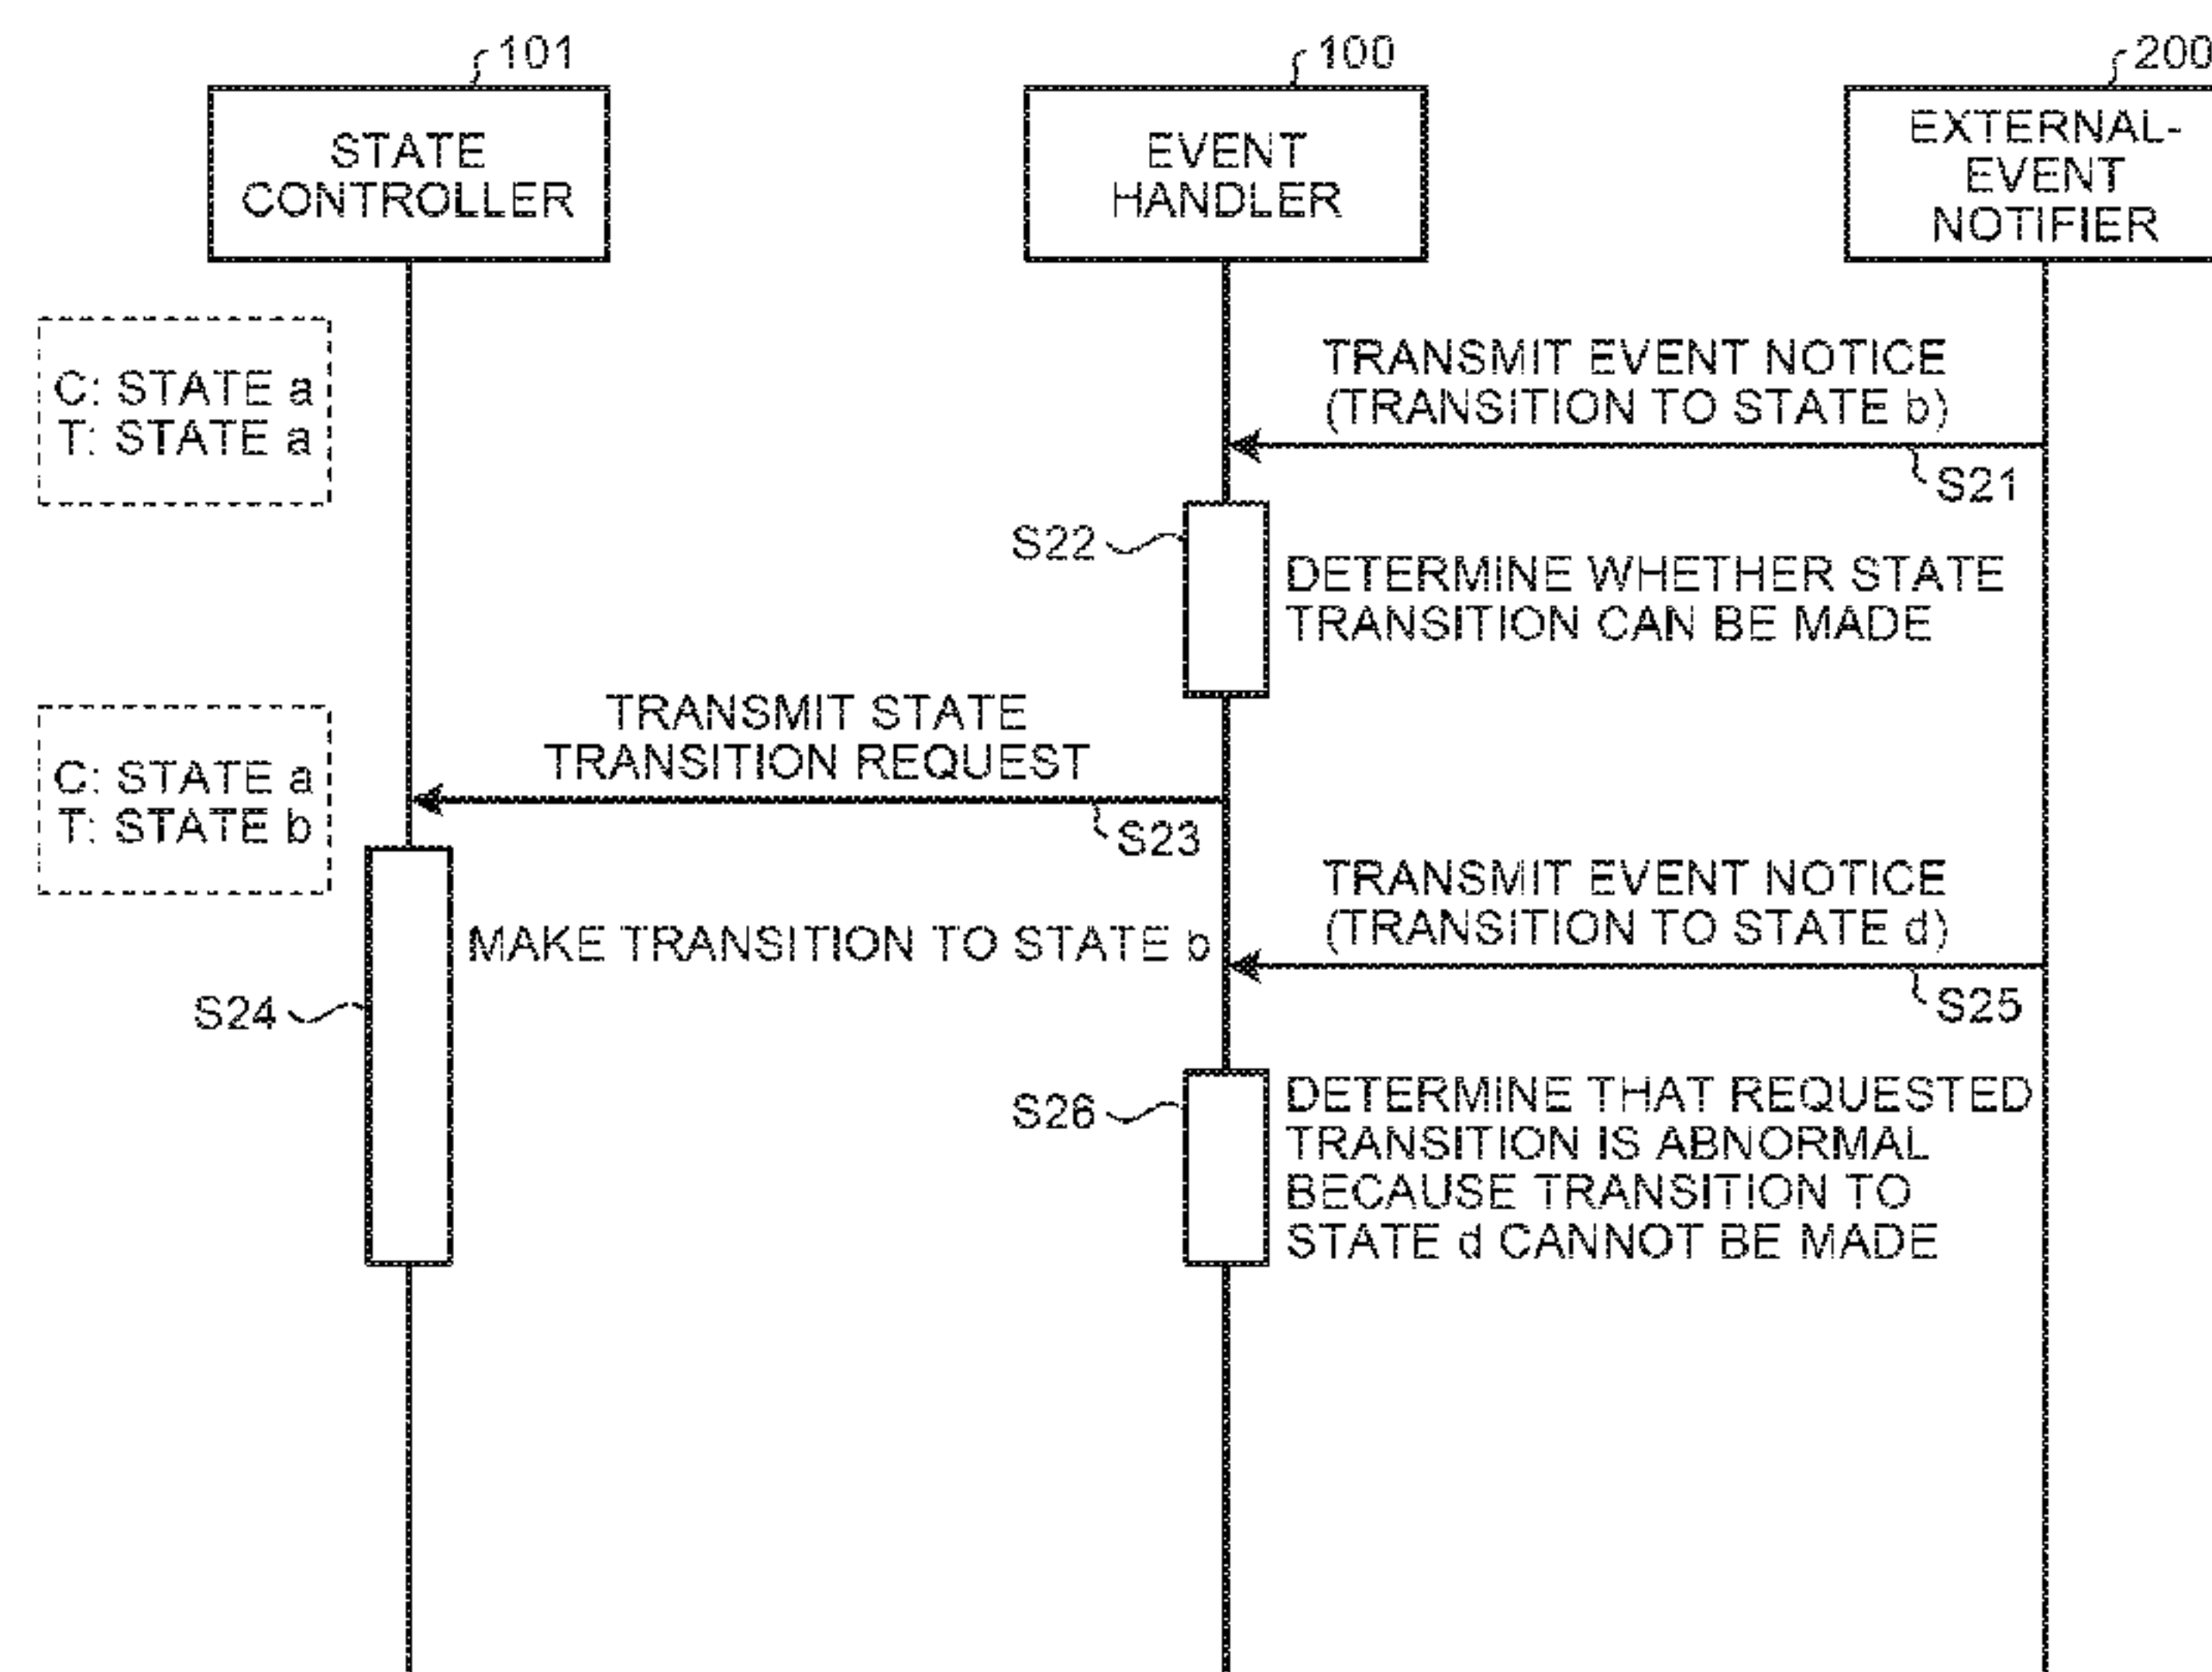 101
100
200
STATE
CONTROLLER
EVENT
HANDLER
EXTERNAL-
EVENT
NOTIFIER
C: STATE a
T: STATE a
TRANSMIT EVENT NOTICE
(TRANSITION TO STATE b)
S21
S22
DETERMINE WHETHER STATE
TRANSITION CAN BE MADE
TRANSMIT STATE
TRANSITION REQUEST
S23
C: STATE a
T: STATE b
TRANSMIT EVENT NOTICE
(TRANSITION TO STATE d)
S25
MAKE TRANSITION TO STATE b
S24
S26
DETERMINE THAT REQUESTED
TRANSITION IS ABNORMAL
BECAUSE TRANSITION TO
STATE d CANNOT BE MADE